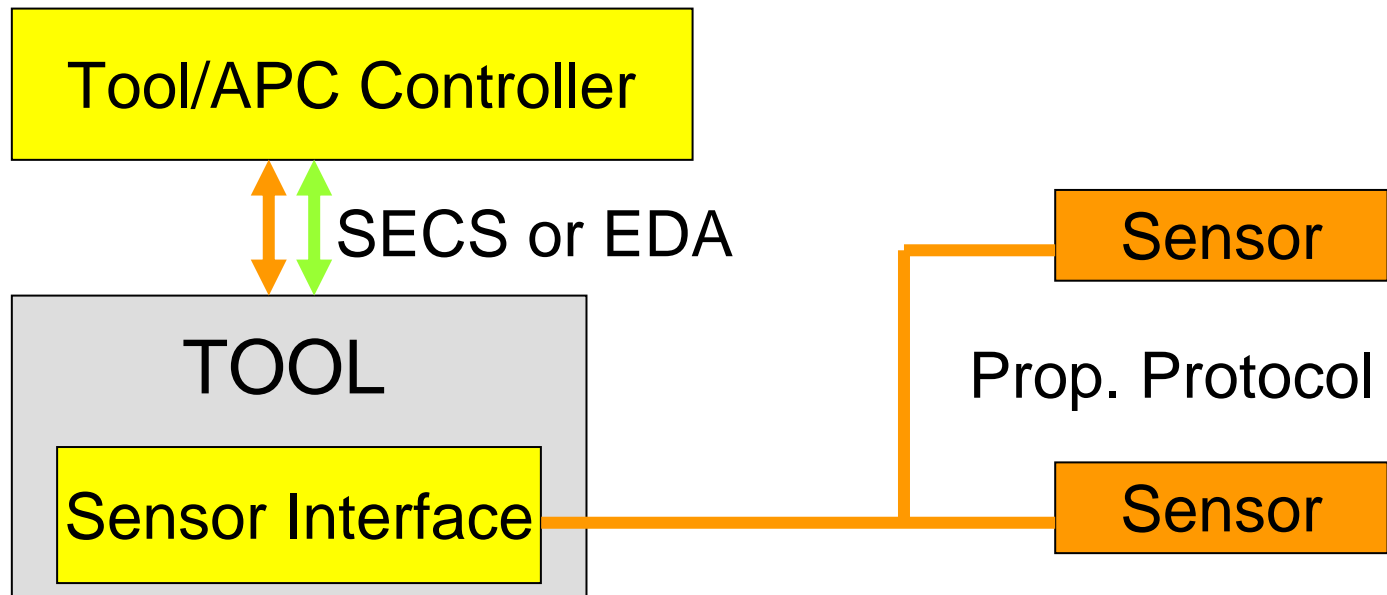 Tool/APC Controller
SECS or EDA
Sensor
TOOL
Prop. Protocol
Sensor Interface
Sensor